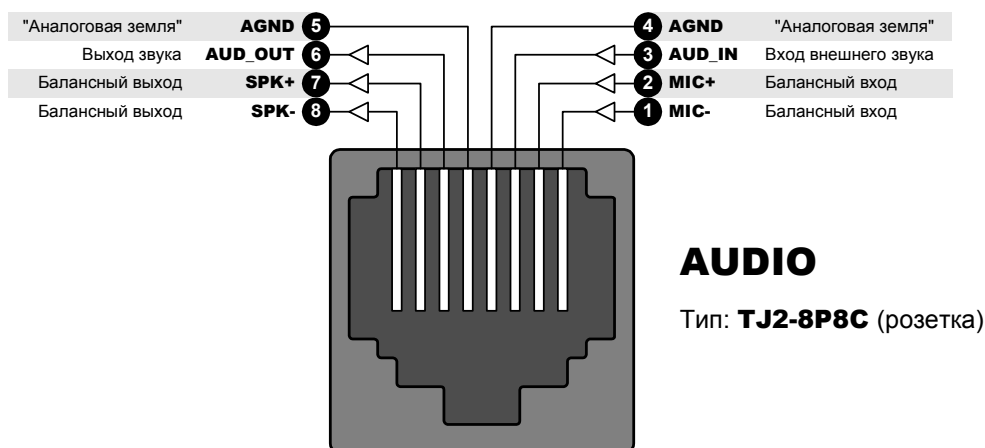 "Аналоговая земля" AGND 5
Выход звука AUD_OUT 6
Балансный выход SPK+ 7
Балансный выход SPK- 8
4 AGND "Аналоговая земля"
3 AUD_IN Вход внешнего звука
2 MIC+ Балансный вход
1 MIC- Балансный вход
AUDIO
Тип: TJ2-8P8C (розетка)